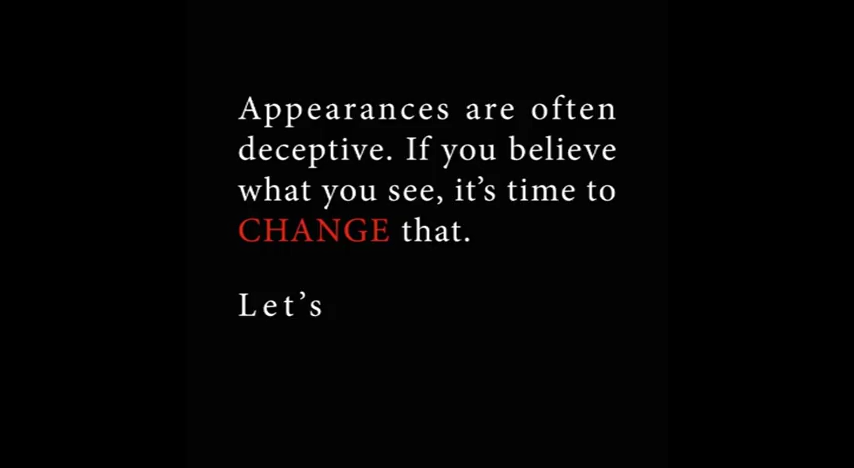 Appearances are often
deceptive. If you believe
what you see, it’s time to
CHANGE that.
Let’s